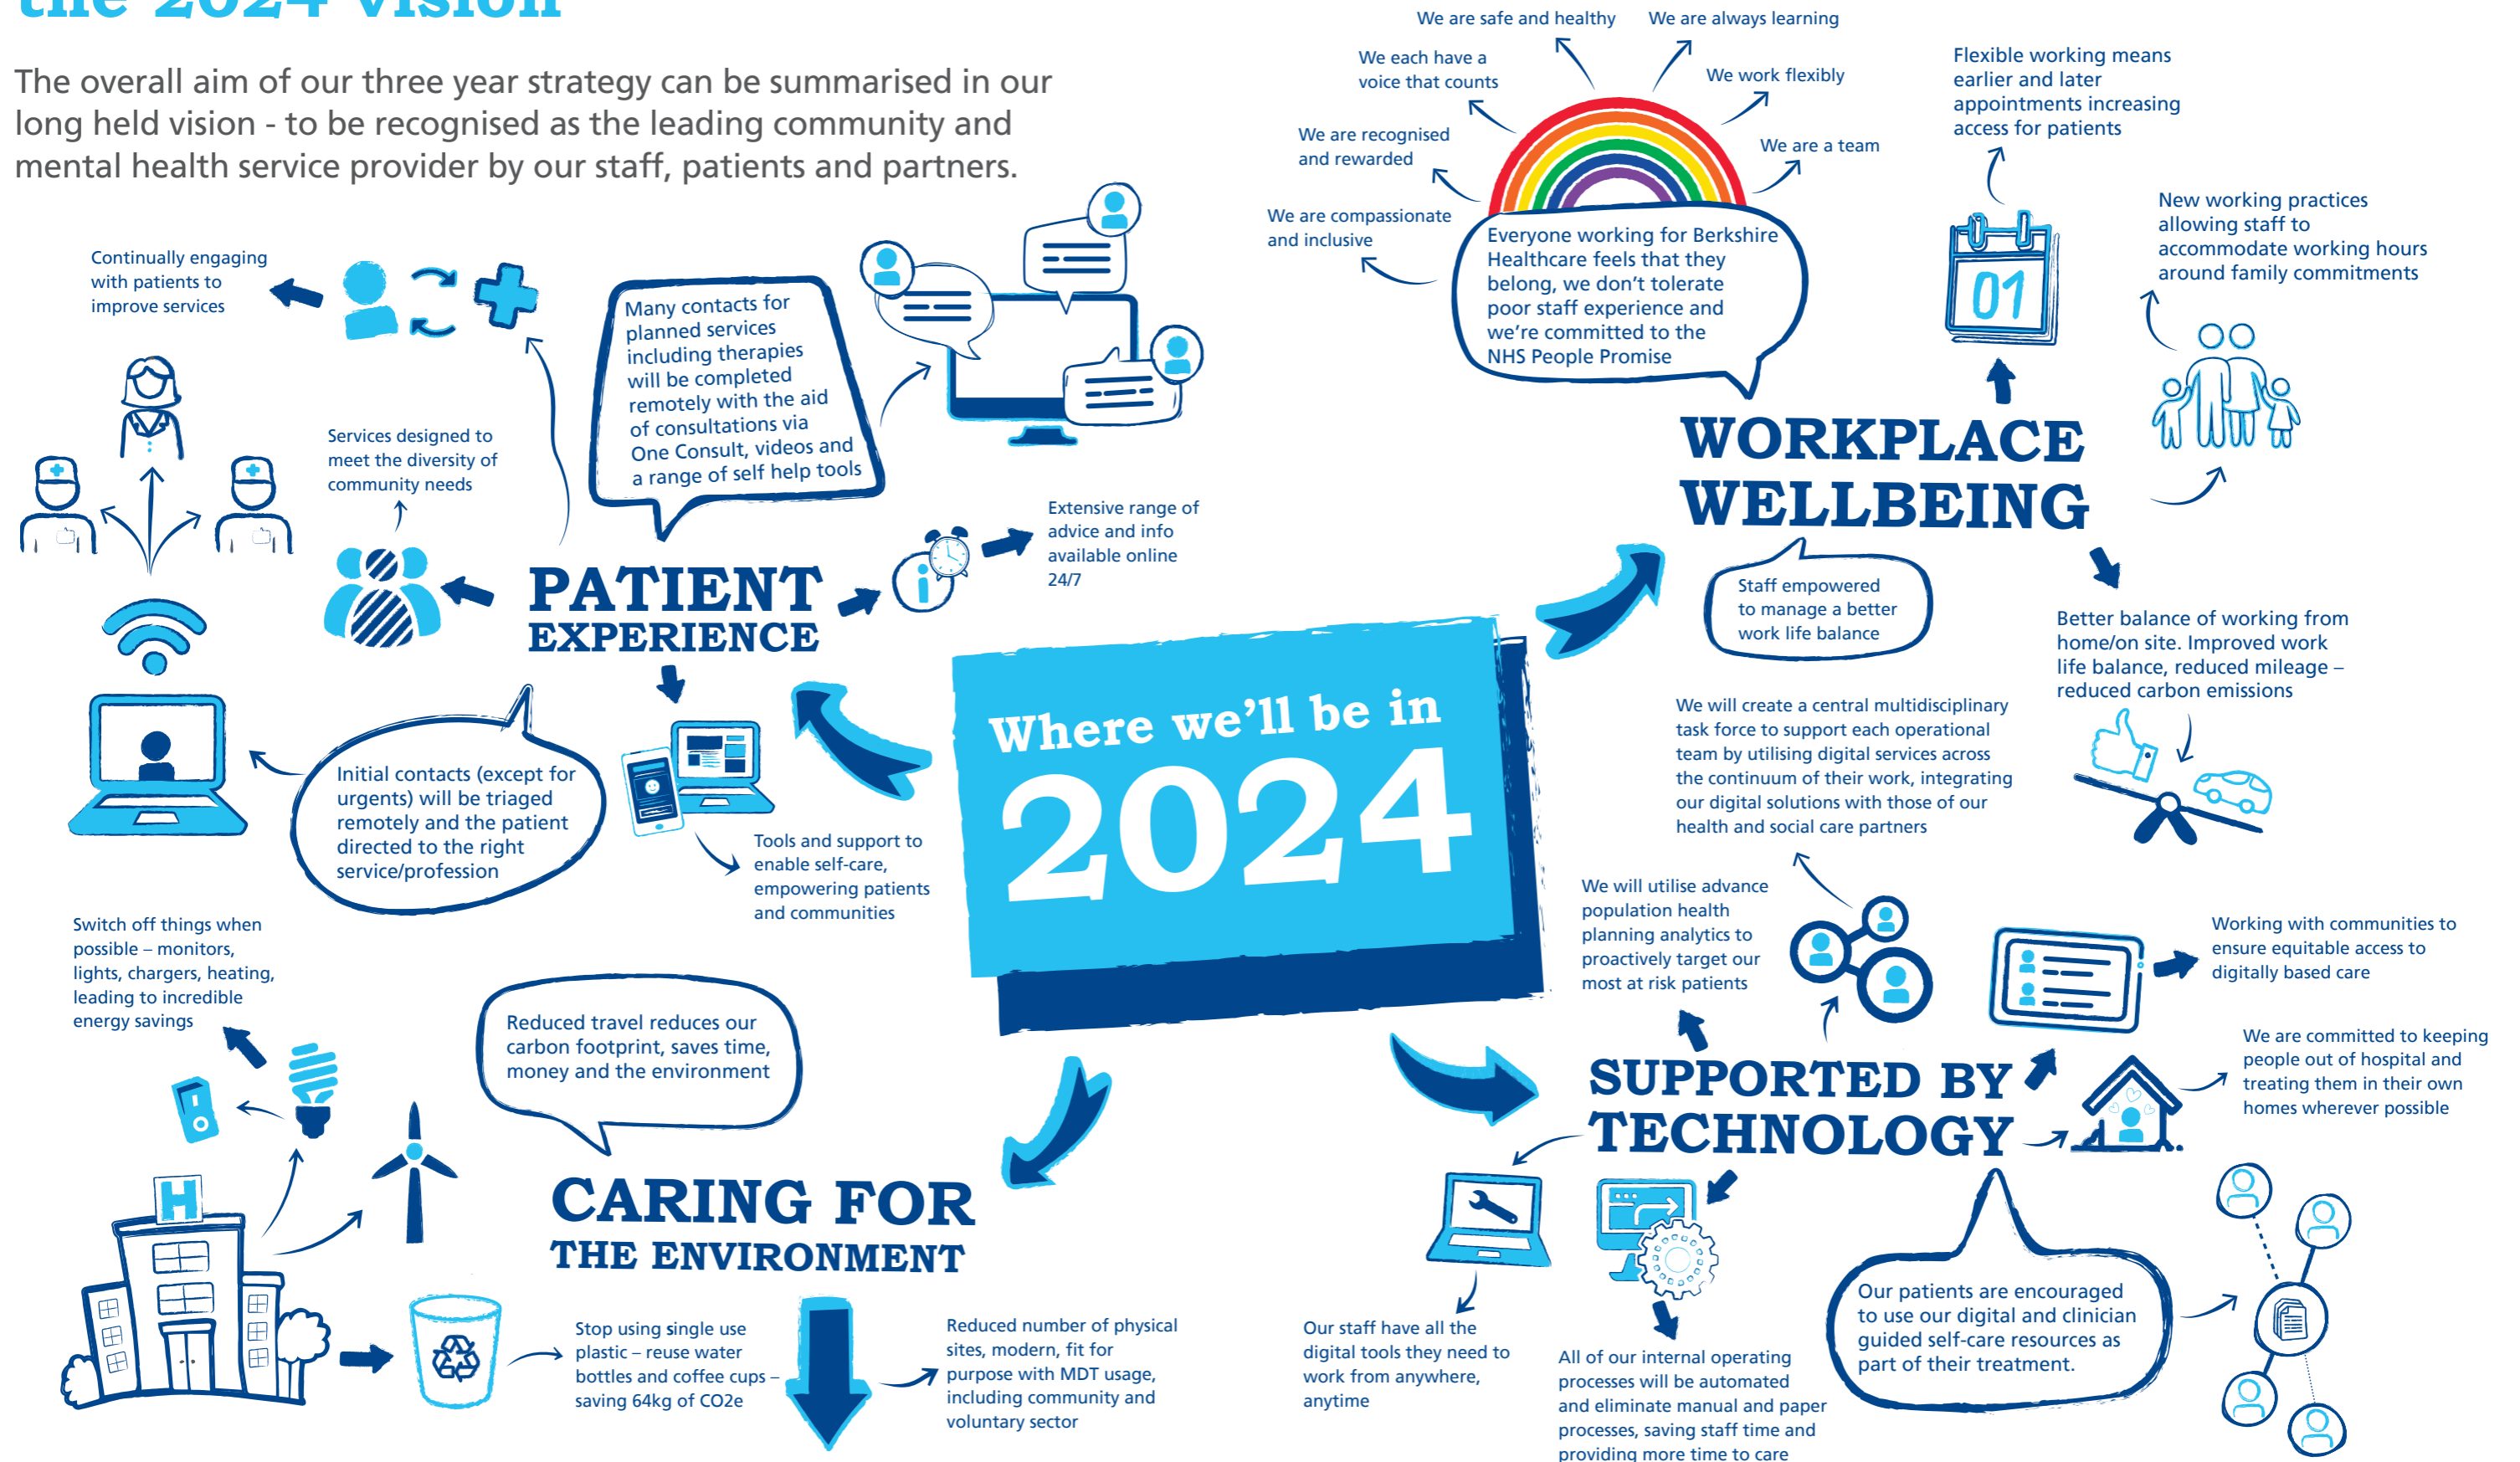 the 2024 vision
The overall aim of our three year strategy can be summarised in our
long held vision - to be recognised as the leading community and
mental health service provider by our staff, patients and partners.
Continually engaging
with patients to
improve services
Services designed to
meet the diversity of
community needs
Many contacts for
planned services
including therapies
will be completed
remotely with the aid
of consultations via
One Consult, videos and
a range of self help tools
Extensive range of
advice and info
available online
24/7
i
PATIENT
EXPERIENCE
Initial contacts (except for
urgents) will be triaged
remotely and the patient
directed to the right
service/profession
Tools and support to
enable self-care,
empowering patients
and communities
Where we'll be in
2024
We are safe and healthy
We are always learning
We each have a
voice that counts
We work flexibly
We are recognised
and rewarded
We are a team
We are compassionate
and inclusive
Everyone working for Berkshire
Healthcare feels that they
belong, we don't tolerate
poor staff experience and
we're committed to the
NHS People Promise
Flexible working means
earlier and later
appointments increasing
access for patients
01
New working practices
allowing staff to
accommodate working hours
around family commitments
WORKPLACE
WELLBEING
Staff empowered
to manage a better
work life balance
Better balance of working from
home/on site. Improved work
life balance, reduced mileage –
reduced carbon emissions
Switch off things when
possible – monitors,
lights, chargers, heating,
leading to incredible
energy savings
Reduced travel reduces our
carbon footprint, saves time,
money and the environment
H
CARING FOR
THE ENVIRONMENT
Stop using single use
plastic – reuse water
bottles and coffee cups –
saving 64kg of CO2e
Reduced number of physical
sites, modern, fit for
purpose with MDT usage,
including community and
voluntary sector
We will create a central multidisciplinary
task force to support each operational
team by utilising digital services across
the continuum of their work, integrating
our digital solutions with those of our
health and social care partners
We will utilise advance
population health
planning analytics to
proactively target our
most at risk patients
Working with communities to
ensure equitable access to
digitally based care
We are committed to keeping
people out of hospital and
treating them in their own
homes wherever possible
SUPPORTED BY
TECHNOLOGY
Our staff have all the
digital tools they need to
work from anywhere,
anytime
All of our internal operating
processes will be automated
and eliminate manual and paper
processes, saving staff time and
providing more time to care
Our patients are encouraged
to use our digital and clinician
guided self-care resources as
part of their treatment.